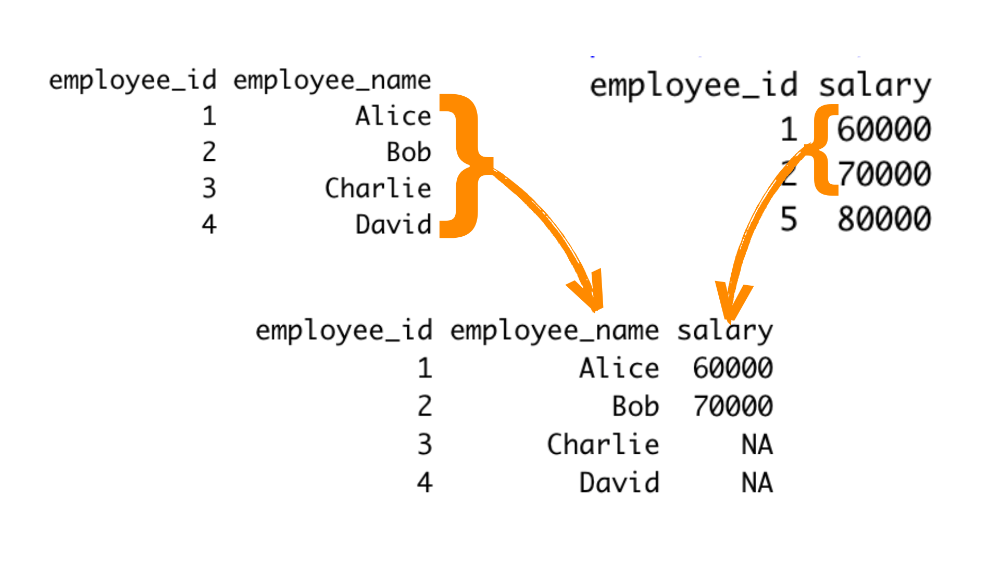 employee_id employee_name
1 Alice
2 Bob
3 Charlie
4 David
employee_id salary
1 60000
2 70000
5 80000
employee_id employee_name salary
1 Alice 60000
2 Bob 70000
3 Charlie NA
4 David NA